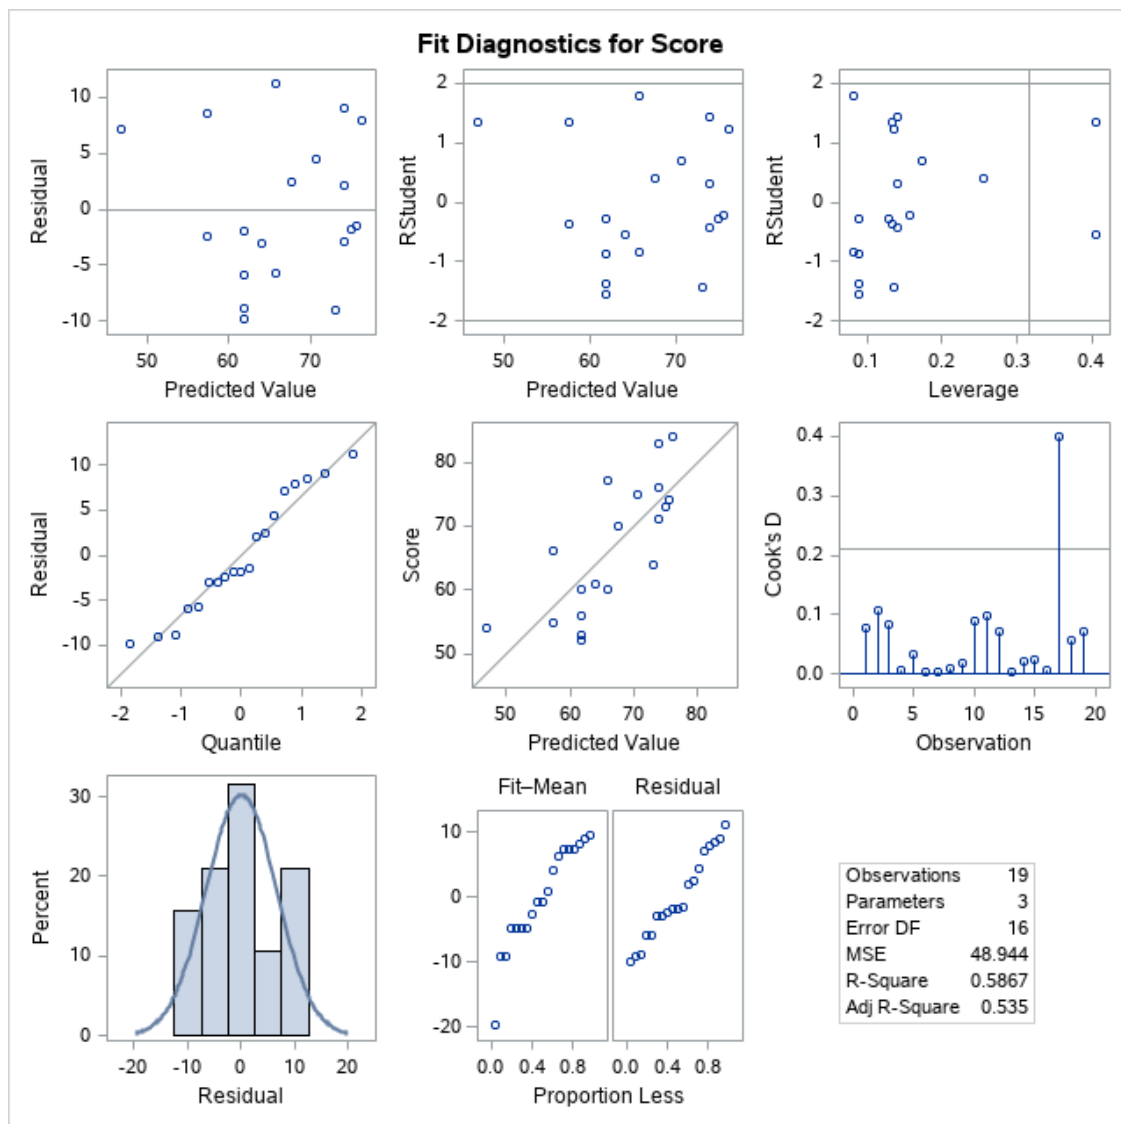 Fit Diagnostics for Score
Residual
10
5
0
-5
-10
50 60 70
Predicted Value
RStudent
2
1
0
-1
-2
50 60 70
Predicted Value
RStudent
2
1
0
-1
-2
0.1 0.2 0.3 0.4
Leverage
Residual
10
5
0
-5
-10
-2 -1 0 1 2
Quantile
Score
80
70
60
50
50 60 70 80
Predicted Value
Cook's D
0.4
0.3
0.2
0.1
0.0
0 5 10 15 20
Observation
Percent
30
20
10
0
-20 -10 0 10 20
Residual
Fit–Mean Residual
10
0
-10
-20
0.0 0.4 0.8 0.0 0.4 0.8
Proportion Less
Observations 19
Parameters 3
Error DF 16
MSE 48.944
R-Square 0.5867
Adj R-Square 0.535